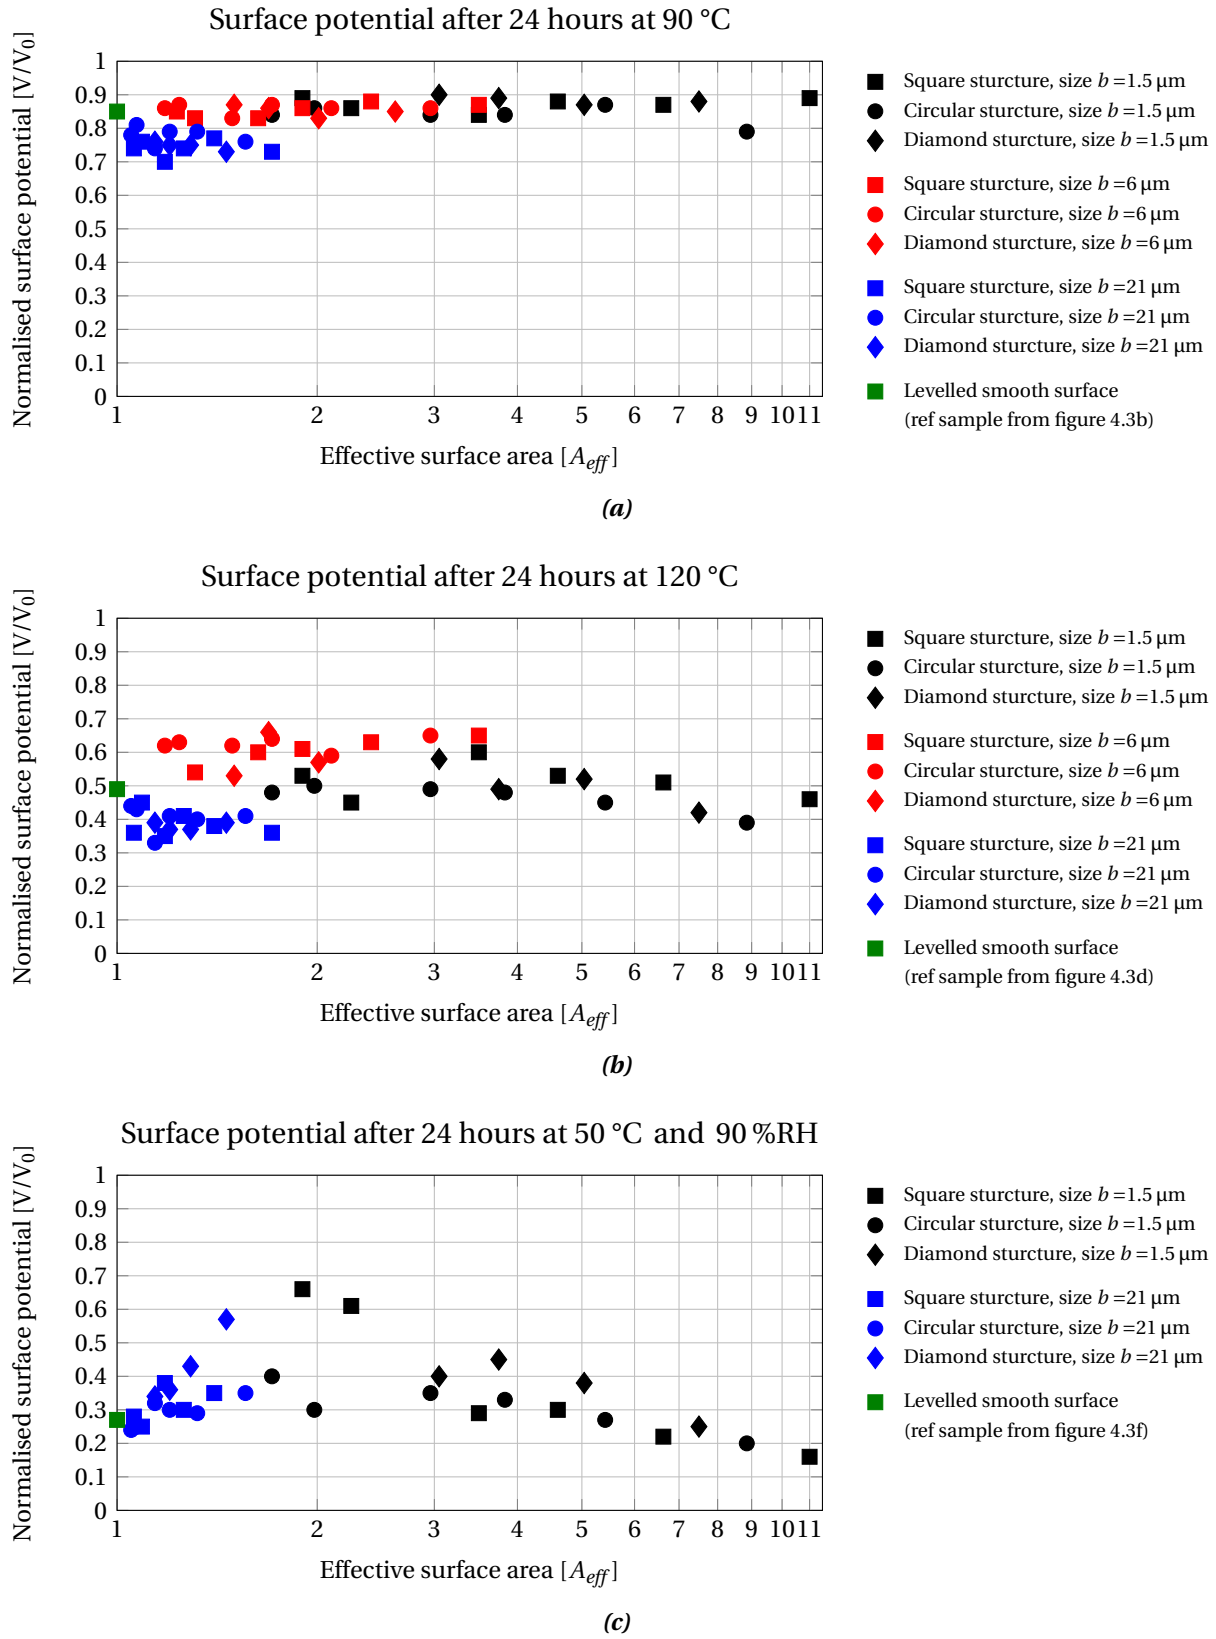 Surface potential after 24 hours at 90 °C
Normalised surface potential [V/V0]
1
0.9
0.8
0.7
0.6
0.5
0.4
0.3
0.2
0.1
0
1 2 3 4 5 6 7 8 9 10 11
Effective surface area [Aeff]
Square sturcture, size b =1.5 µm
Circular sturcture, size b =1.5 µm
Diamond sturcture, size b =1.5 µm
Square sturcture, size b =6 µm
Circular sturcture, size b =6 µm
Diamond sturcture, size b =6 µm
Square sturcture, size b =21 µm
Circular sturcture, size b =21 µm
Diamond sturcture, size b =21 µm
Levelled smooth surface
(ref sample from figure 4.3b)
(a)
Surface potential after 24 hours at 120 °C
Normalised surface potential [V/V0]
1
0.9
0.8
0.7
0.6
0.5
0.4
0.3
0.2
0.1
0
1 2 3 4 5 6 7 8 9 10 11
Effective surface area [Aeff]
Square sturcture, size b =1.5 µm
Circular sturcture, size b =1.5 µm
Diamond sturcture, size b =1.5 µm
Square sturcture, size b =6 µm
Circular sturcture, size b =6 µm
Diamond sturcture, size b =6 µm
Square sturcture, size b =21 µm
Circular sturcture, size b =21 µm
Diamond sturcture, size b =21 µm
Levelled smooth surface
(ref sample from figure 4.3d)
(b)
Surface potential after 24 hours at 50 °C and 90 %RH
Normalised surface potential [V/V0]
1
0.9
0.8
0.7
0.6
0.5
0.4
0.3
0.2
0.1
0
1 2 3 4 5 6 7 8 9 10 11
Effective surface area [Aeff]
Square sturcture, size b =1.5 µm
Circular sturcture, size b =1.5 µm
Diamond sturcture, size b =1.5 µm
Square sturcture, size b =21 µm
Circular sturcture, size b =21 µm
Diamond sturcture, size b =21 µm
Levelled smooth surface
(ref sample from figure 4.3f)
(c)